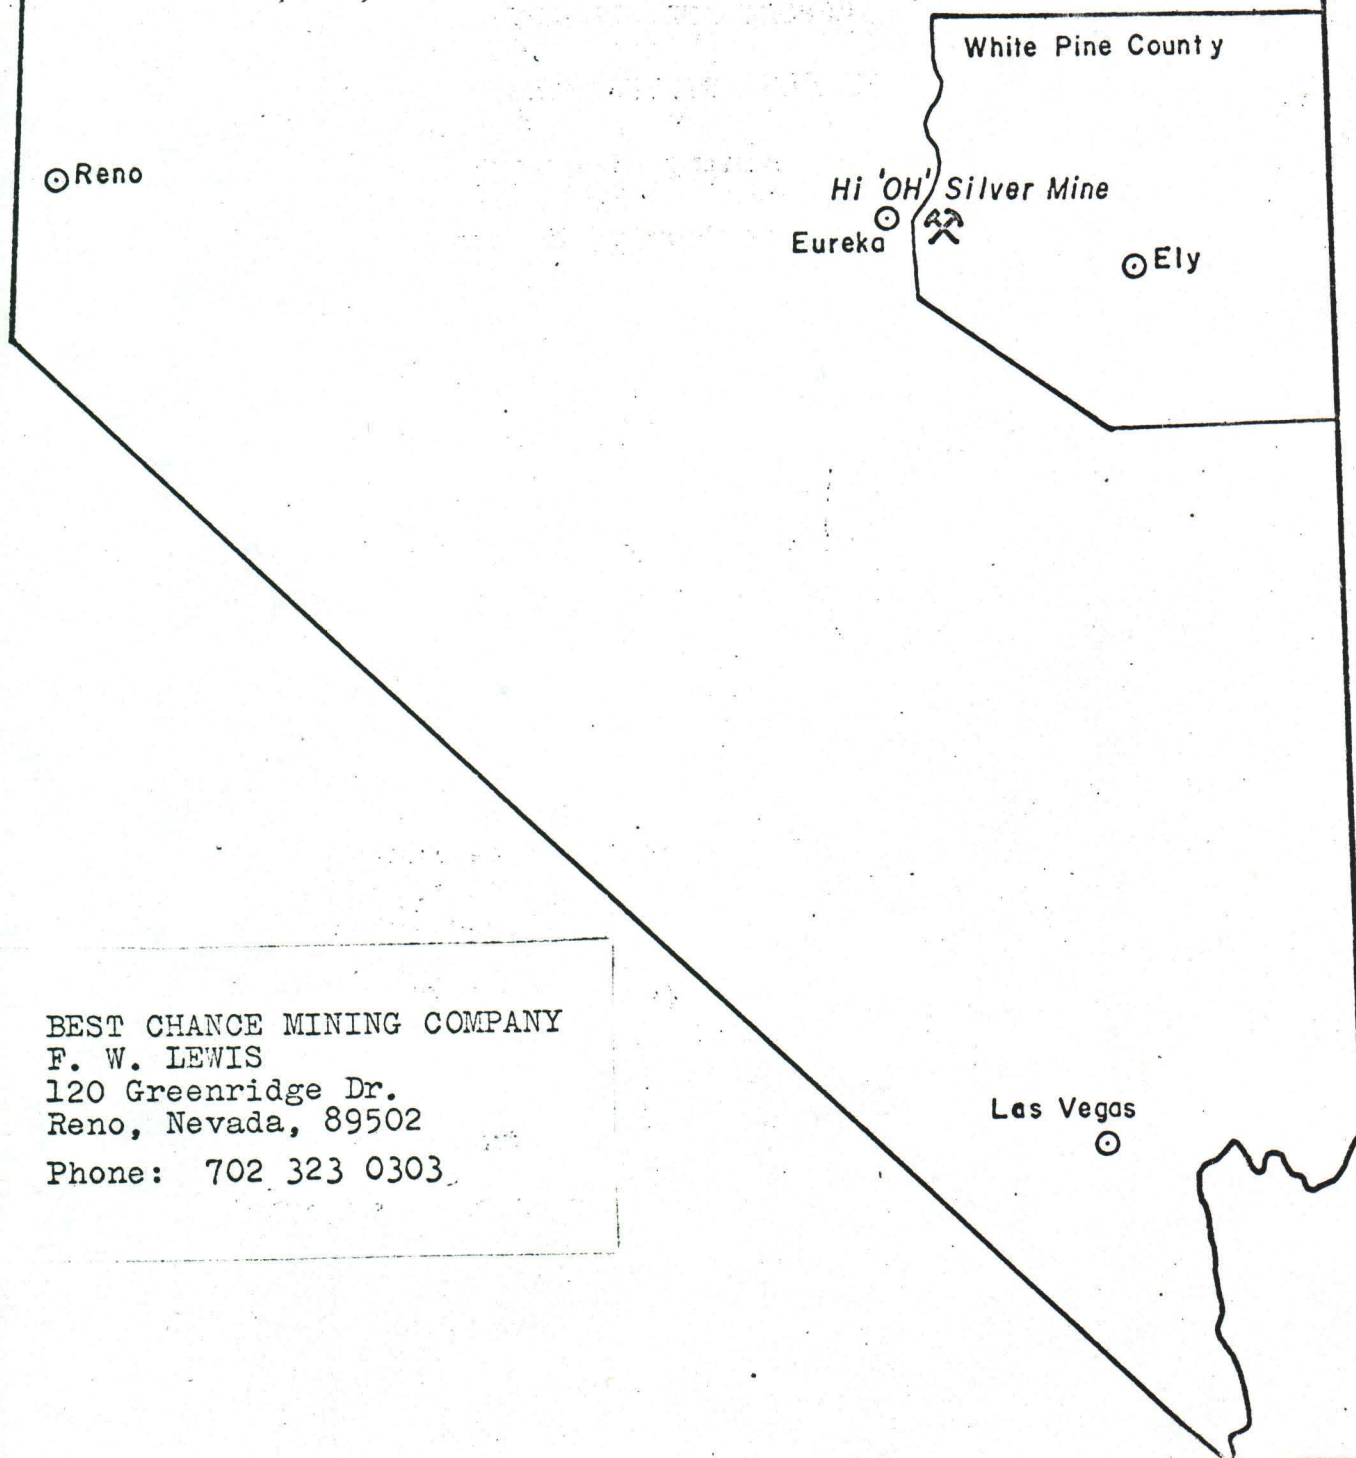 White Pine County
Reno
Hi 'OH' Silver Mine
Eureka
Ely
BEST CHANCE MINING COMPANY
F. W. LEWIS
120 Greenridge Dr.
Reno, Nevada, 89502
Phone: 702 323 0303
Las Vegas